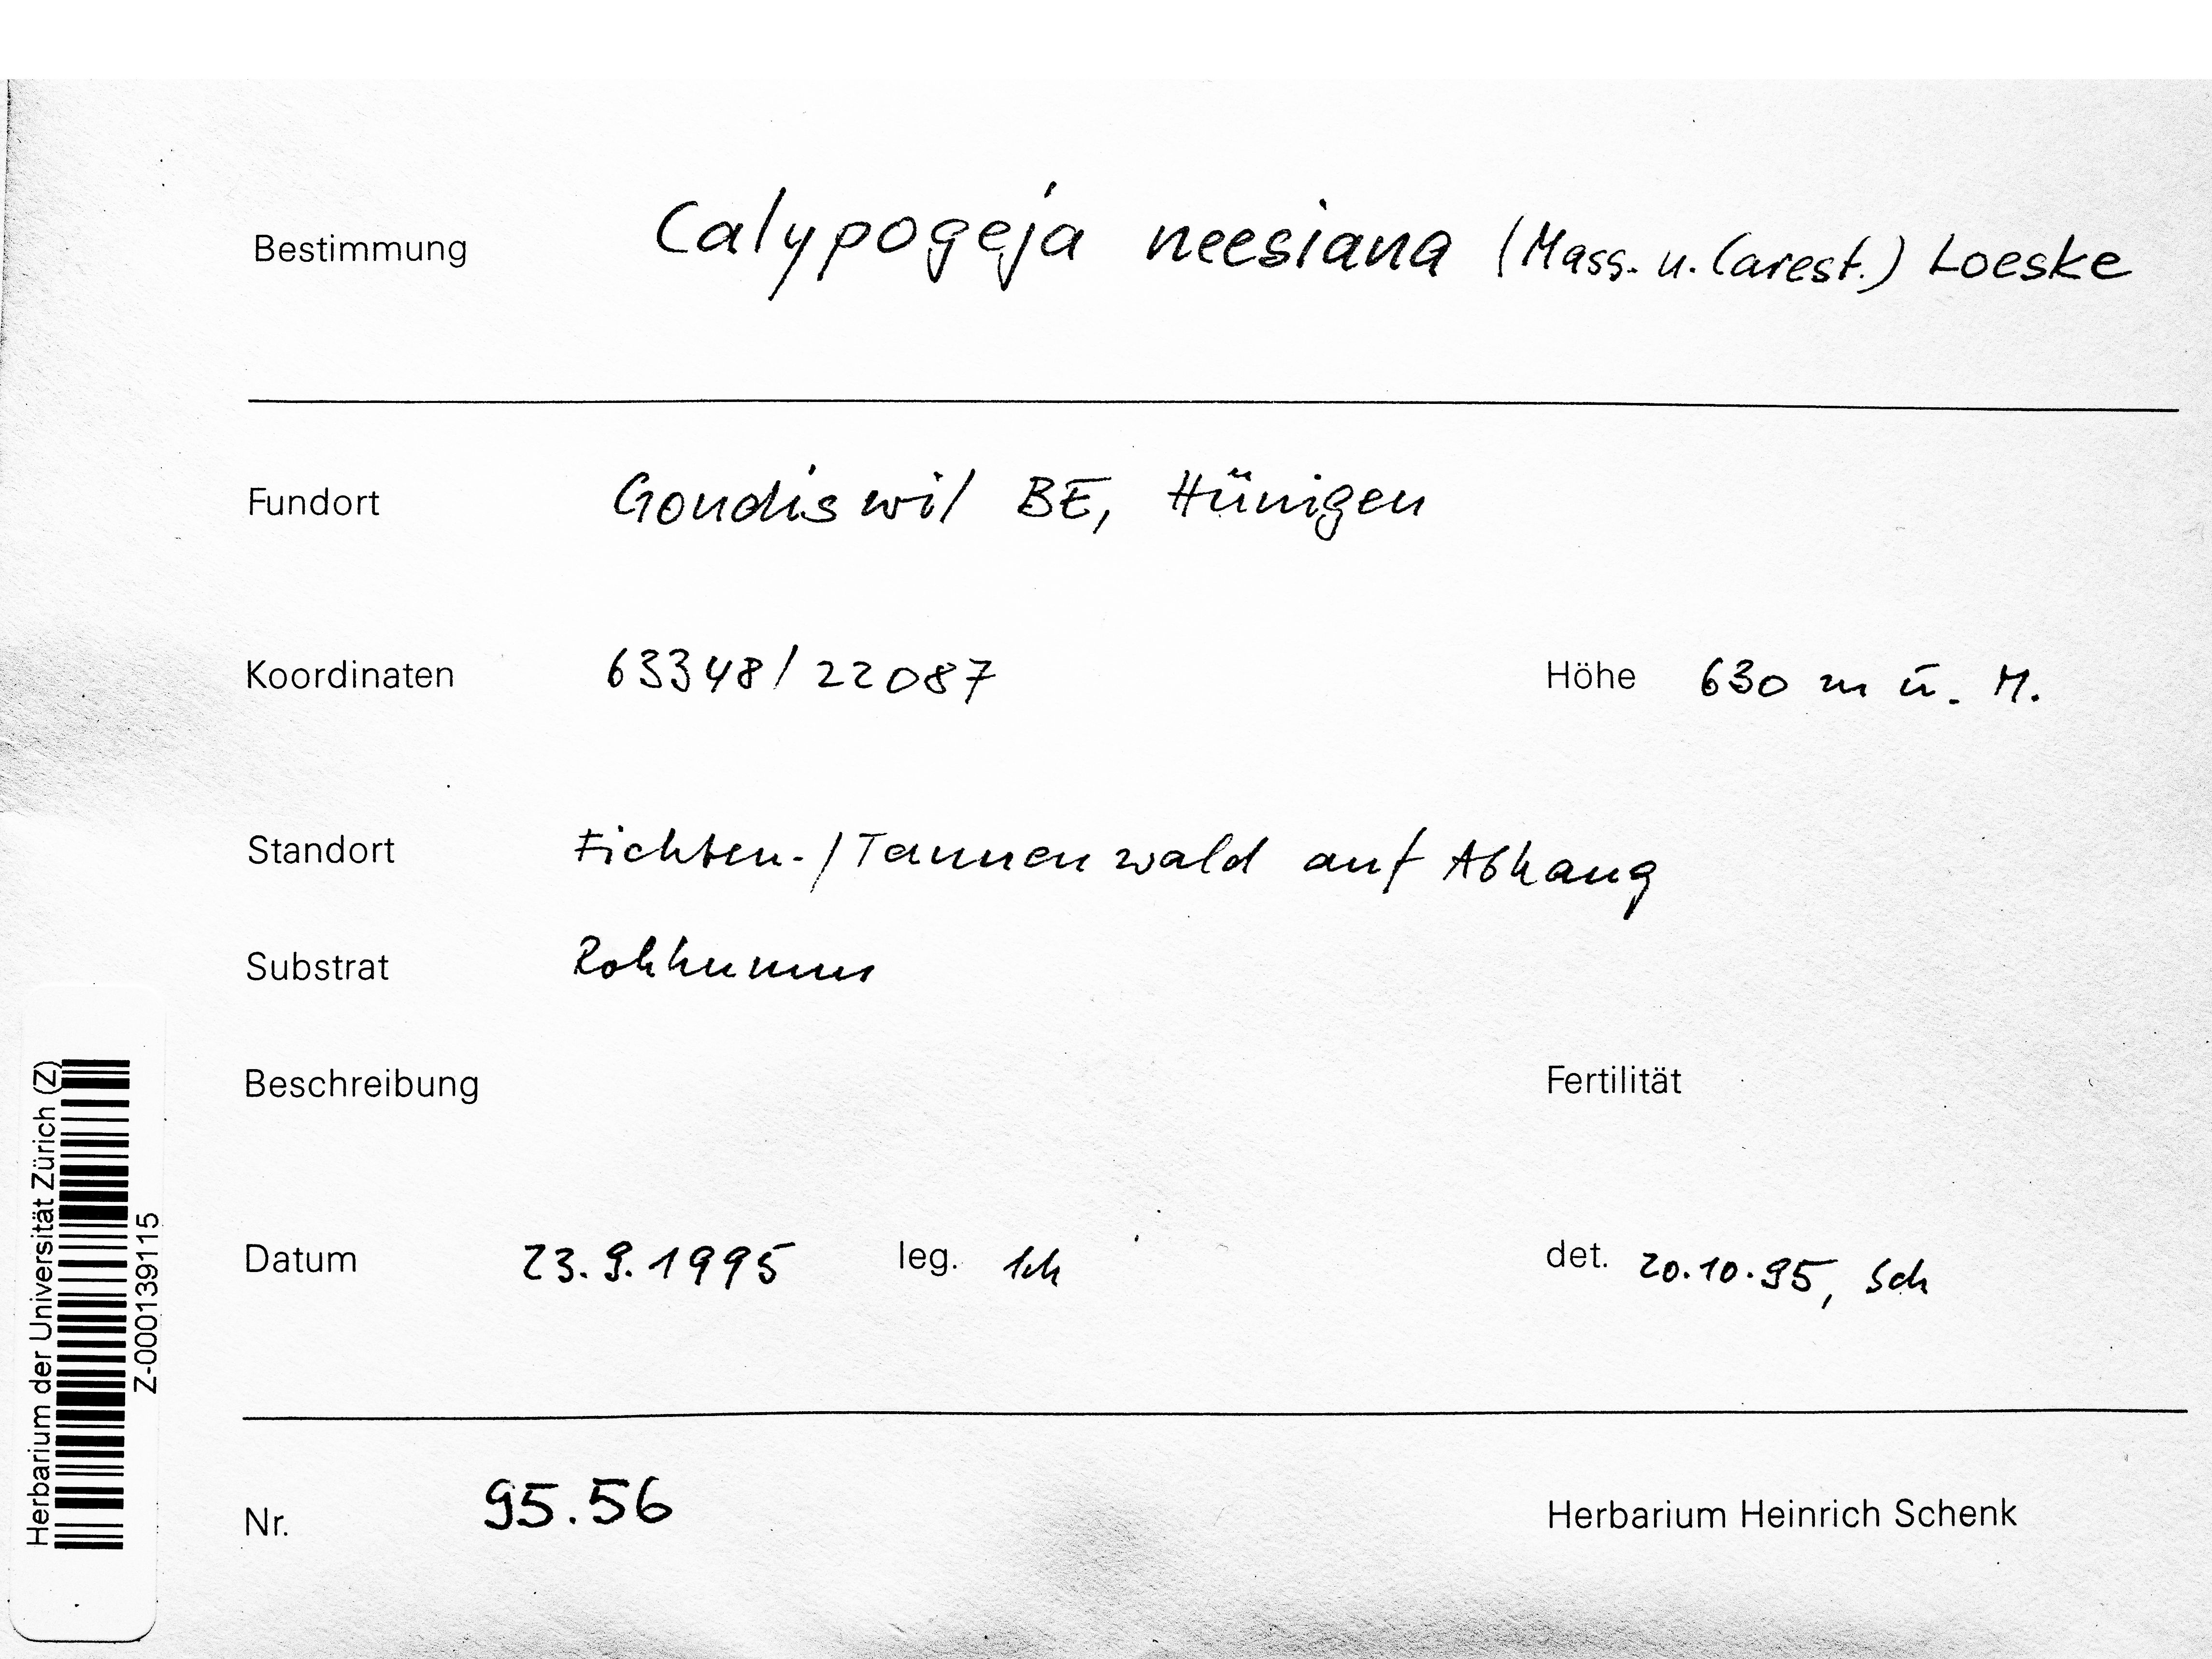 Bestimmung Calypogeja neesiana (Mass. u. Carest.) Loeske
Fundort Gondiswil BE, Hünigen
Koordinaten 63348/22087 Höhe 630 m ü. M.
Standort Fichten-/Tannenwald auf Abhang
Substrat Rohhumus
Beschreibung Fertilität
Datum 23.9.1995 leg. Sch det. 20.10.95, Sch
Nr. 95.56 Herbarium Heinrich Schenk
Herbarium der Universität Zürich (Z)
Z-000139115